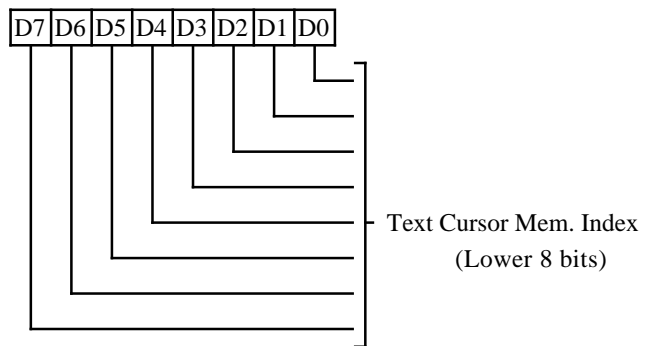 D7 D6 D5 D4 D3 D2 D1 D0
Text Cursor Mem. Index
(Lower 8 bits)